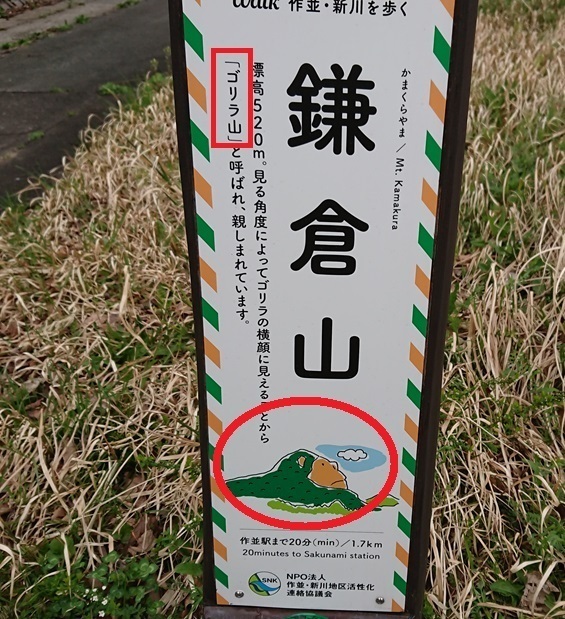 walk 作並・新川を歩く
鎌倉山
かまくらやま／Mt. Kamakura
標高520m。見る角度によってゴリラの横顔に見えることから
「ゴリラ山」と呼ばれ、親しまれています。
作並駅まで20分(min)／1.7km
20minutes to Sakunami station
SNK
NPO法人
作並・新川地区活性化
連絡協議会